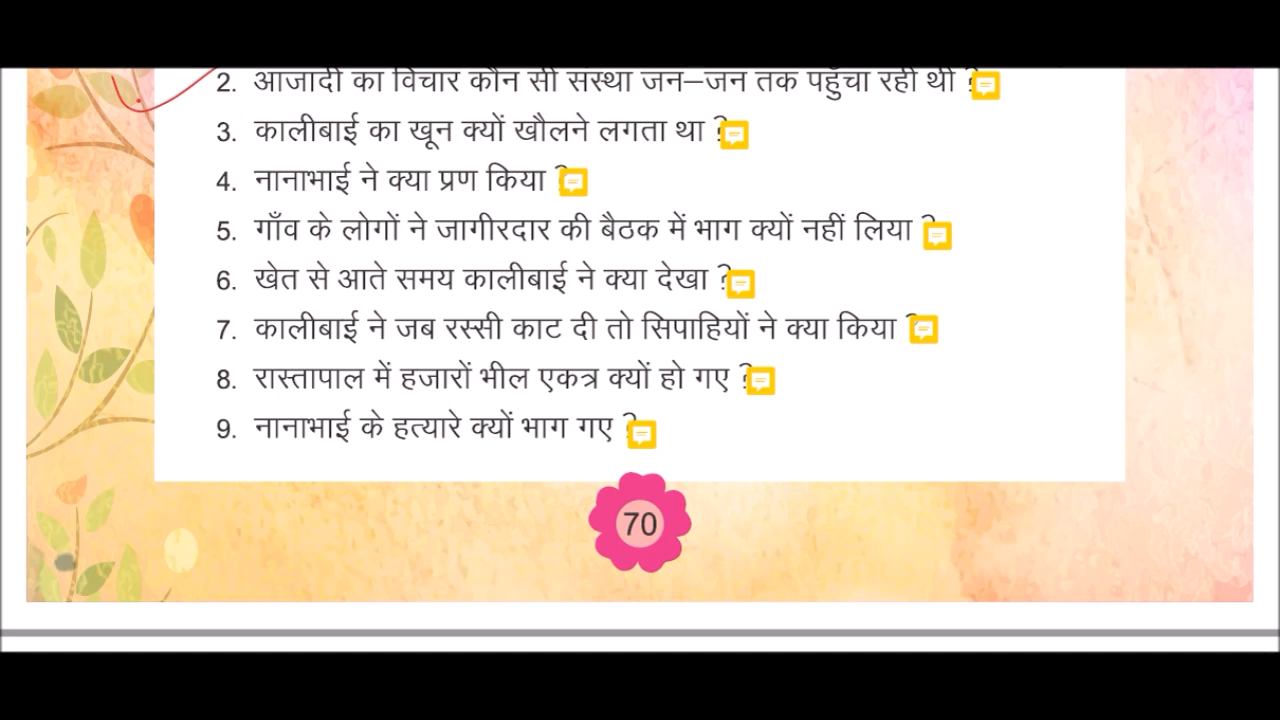 2. आजादी का विचार कौन सी संस्था जन–जन तक पहुँचा रही थी ?
3. कालीबाई का खून क्यों खौलने लगता था ?
4. नानाभाई ने क्या प्रण किया ?
5. गाँव के लोगों ने जागीरदार की बैठक में भाग क्यों नहीं लिया ?
6. खेत से आते समय कालीबाई ने क्या देखा ?
7. कालीबाई ने जब रस्सी काट दी तो सिपाहियों ने क्या किया ?
8. रास्तापाल में हजारों भील एकत्र क्यों हो गए ?
9. नानाभाई के हत्यारे क्यों भाग गए ?
70